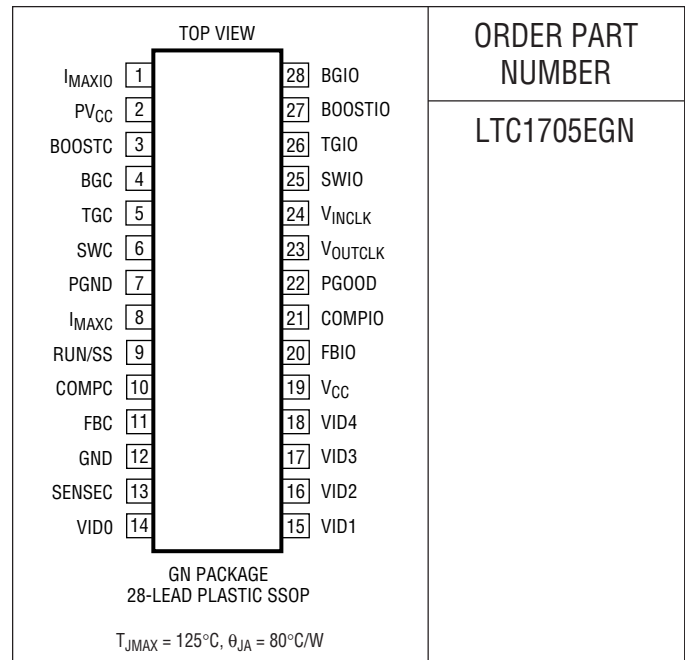 TOP VIEW
IMAXIO 1
PVCC 2
BOOSTC 3
BGC 4
TGC 5
SWC 6
PGND 7
IMAXC 8
RUN/SS 9
COMPC 10
FBC 11
GND 12
SENSEC 13
VID0 14
28 BGIO
27 BOOSTIO
26 TGIO
25 SWIO
24 VINCLK
23 VOUTCLK
22 PGOOD
21 COMPIO
20 FBIO
19 VCC
18 VID4
17 VID3
16 VID2
15 VID1
GN PACKAGE
28-LEAD PLASTIC SSOP
TJMAX = 125°C, θJA = 80°C/W
ORDER PART
NUMBER
LTC1705EGN